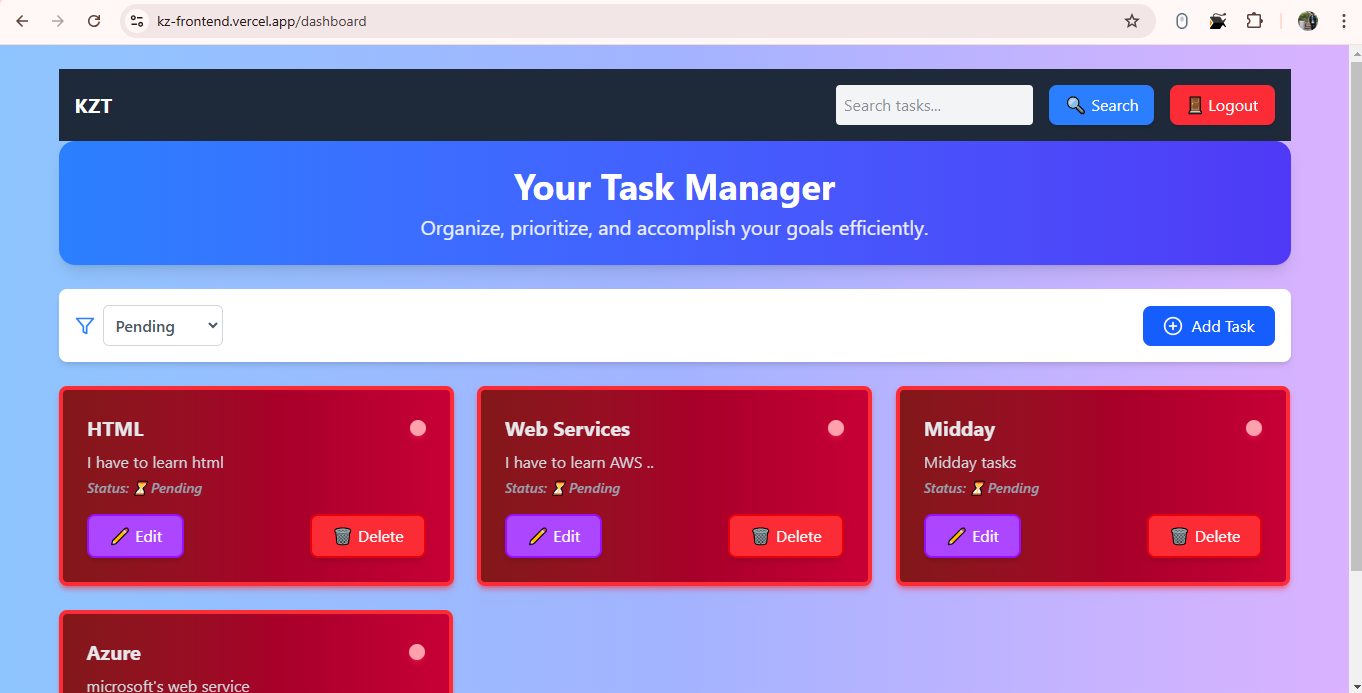 kz-frontend.vercel.app/dashboard
KZT
Search tasks...
🔍 Search
🚪 Logout
Your Task Manager
Organize, prioritize, and accomplish your goals efficiently.
Pending
Add Task
HTML
I have to learn html
Status: ⏳ Pending
✏️ Edit
🗑️ Delete
Web Services
I have to learn AWS ..
Status: ⏳ Pending
✏️ Edit
🗑️ Delete
Midday
Midday tasks
Status: ⏳ Pending
✏️ Edit
🗑️ Delete
Azure
microsoft's web service